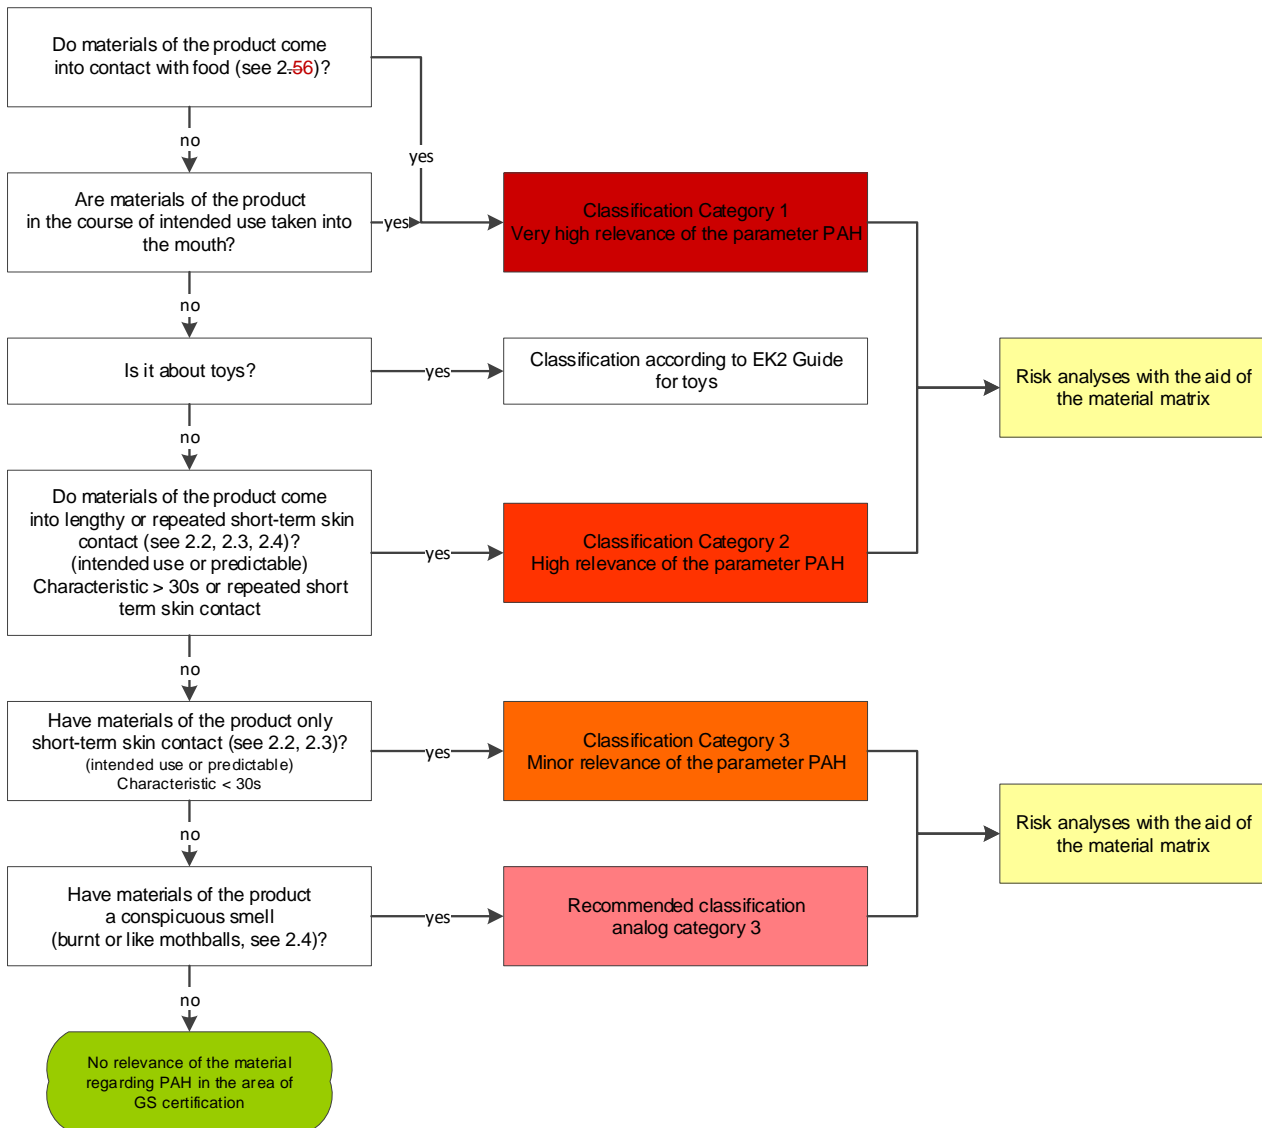 Do materials of the product come
into contact with food (see 2.56)?
no
yes
Are materials of the product
in the course of intended use taken into
the mouth?
yes
Classification Category 1
Very high relevance of the parameter PAH
no
Is it about toys?
yes
Classification according to EK2 Guide
for toys
Risk analyses with the aid of
the material matrix
no
Do materials of the product come
into lengthy or repeated short-term skin
contact (see 2.2, 2.3, 2.4)?
(intended use or predictable)
Characteristic > 30s or repeated short
term skin contact
yes
Classification Category 2
High relevance of the parameter PAH
no
Have materials of the product only
short-term skin contact (see 2.2, 2.3)?
(intended use or predictable)
Characteristic < 30s
yes
Classification Category 3
Minor relevance of the parameter PAH
Risk analyses with the aid of
the material matrix
no
Have materials of the product
a conspicuous smell
(burnt or like mothballs, see 2.4)?
yes
Recommended classification
analog category 3
no
No relevance of the material
regarding PAH in the area of
GS certification